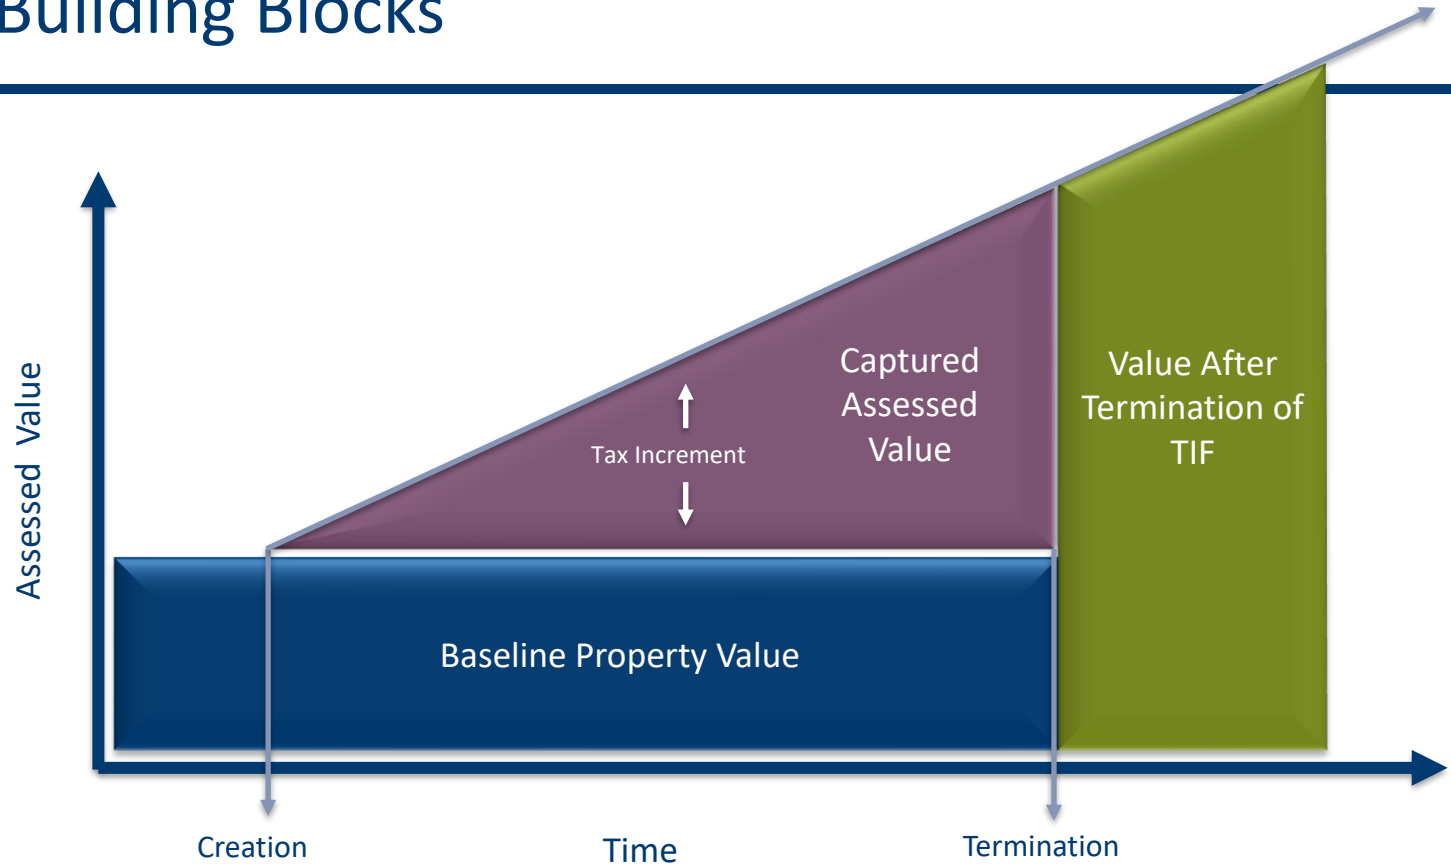 Building Blocks
Assessed Value
Captured
Assessed
Value
Tax Increment
Value After
Termination of
TIF
Baseline Property Value
Creation
Time
Termination